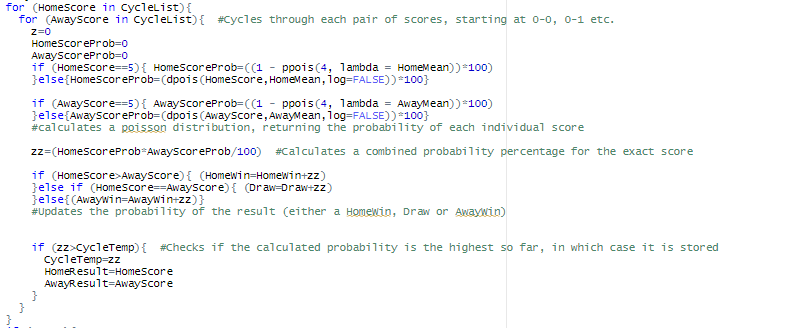 for (HomeScore in CycleList){
for (AwayScore in CycleList){  #Cycles through each pair of scores, starting at 0-0, 0-1 etc.
z=0
HomeScoreProb=0
AwayScoreProb=0
if (HomeScore==5){ HomeScoreProb=((1 - ppois(4, lambda = HomeMean))*100)
}else{HomeScoreProb=(dpois(HomeScore,HomeMean,log=FALSE))*100}
if (AwayScore==5){ AwayScoreProb=((1 - ppois(4, lambda = AwayMean))*100)
}else{AwayScoreProb=(dpois(AwayScore,AwayMean,log=FALSE))*100}
#calculates a poisson distribution, returning the probability of each individual score
zz=(HomeScoreProb*AwayScoreProb/100)  #Calculates a combined probability percentage for the exact score
if (HomeScore>AwayScore){ (HomeWin=HomeWin+zz)
}else if (HomeScore==AwayScore){ (Draw=Draw+zz)
}else{(AwayWin=AwayWin+zz)}
#Updates the probability of the result (either a HomeWin, Draw or AwayWin)
if (zz>CycleTemp){  #Checks if the calculated probability is the highest so far, in which case it is stored
CycleTemp=zz
HomeResult=HomeScore
AwayResult=AwayScore
}
}
}